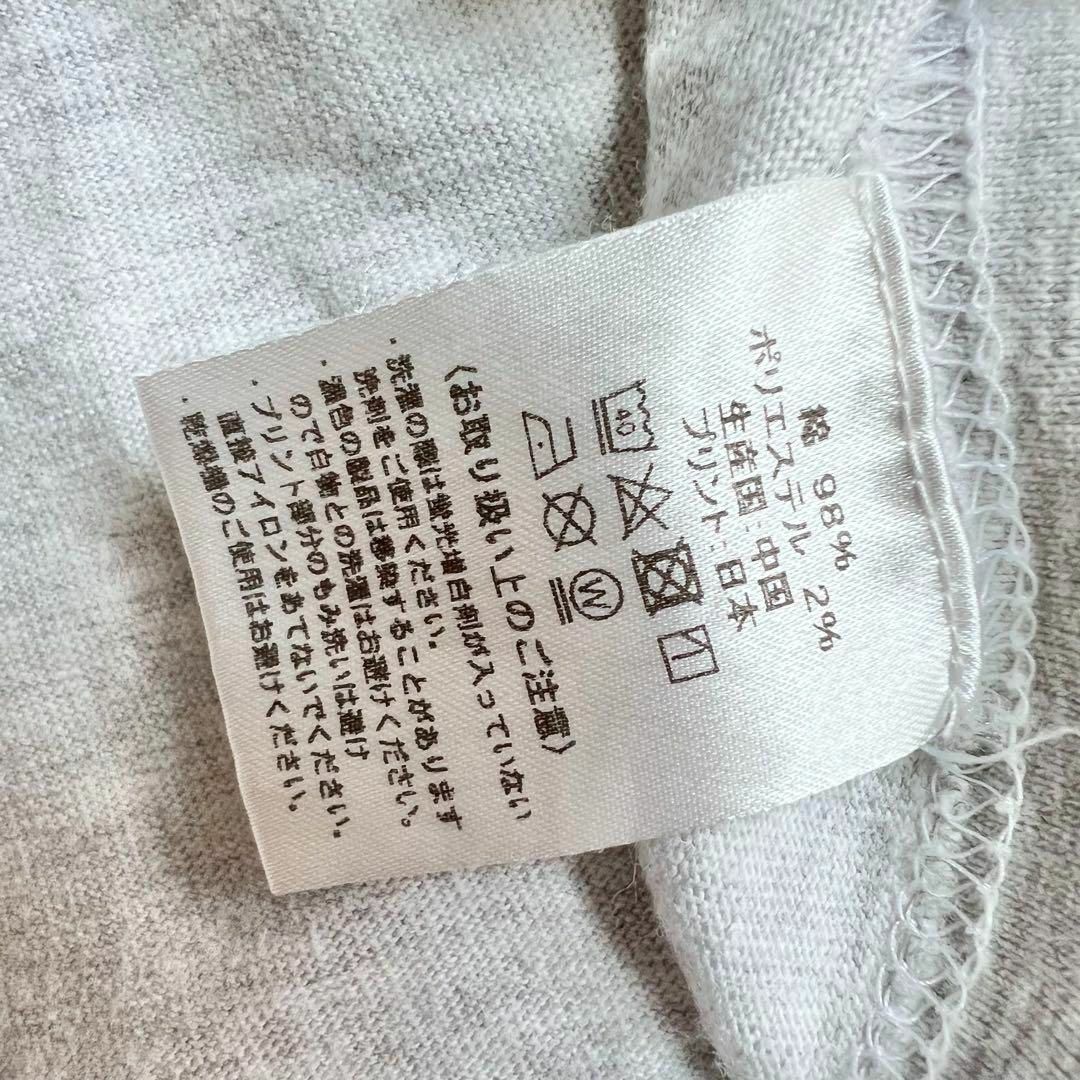 綿 98%
ポリエステル 2%
生産国：中国
プリント：日本
40
W
〈お取り扱い上のご注意〉
・洗濯の際は蛍光増白剤が入っていない
洗剤をご使用ください。
濃色の製品は移染することがあります
ので白物との洗濯はお避けください。
・プリント部分のもみ洗いは避け
直接アイロンをあてないでください。
・乾燥機のご使用はお避けください。